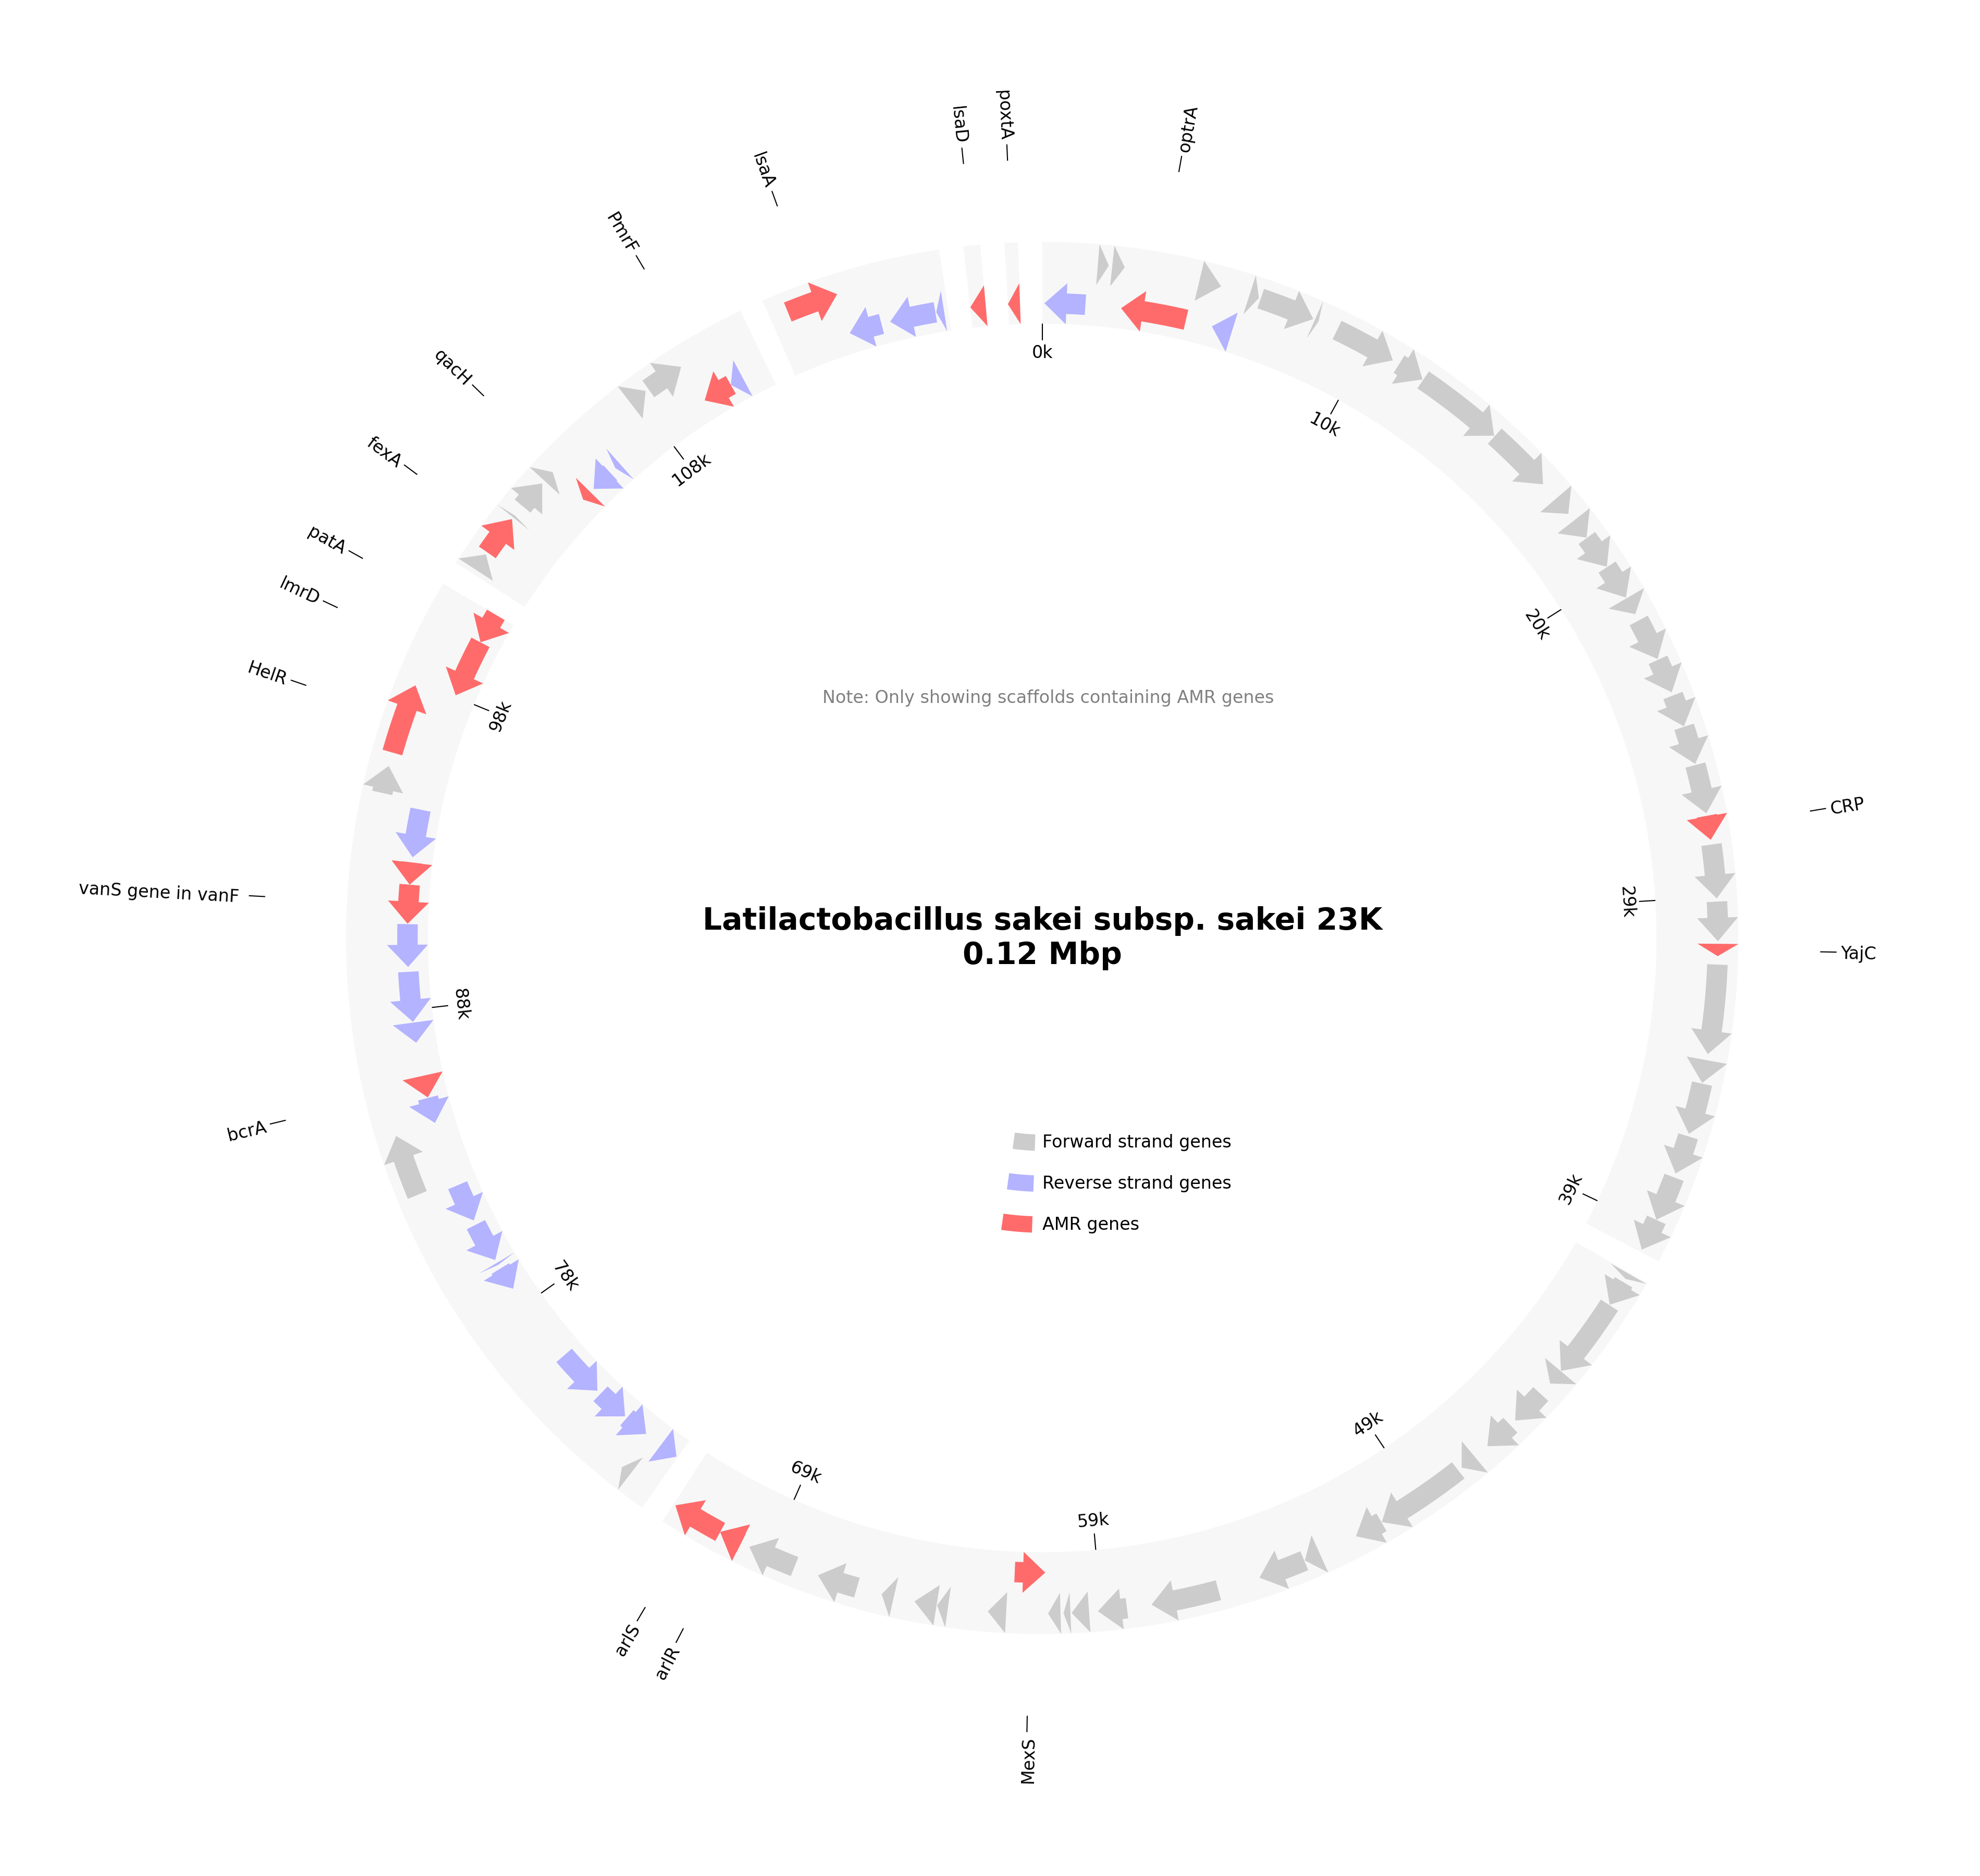 poxtA
lsaD
optrA
lsaA
PmrF
qacH
fexA
patA
lmrD
HelR
vanS gene in vanF
bcrA
arlS
arlR
MexS
YajC
CRP
0k
10k
20k
29k
39k
49k
59k
69k
78k
88k
98k
108k
Note: Only showing scaffolds containing AMR genes
Latilactobacillus sakei subsp. sakei 23K
0.12 Mbp
Forward strand genes
Reverse strand genes
AMR genes